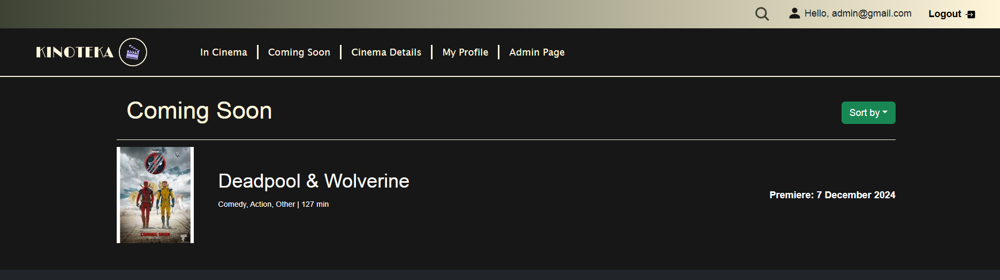 Hello, admin@gmail.com Logout
KINOTEKA In Cinema Coming Soon Cinema Details My Profile Admin Page
Coming Soon Sort by
Deadpool & Wolverine
Premiere: 7 December 2024
Comedy, Action, Other | 127 min
COMING SOON